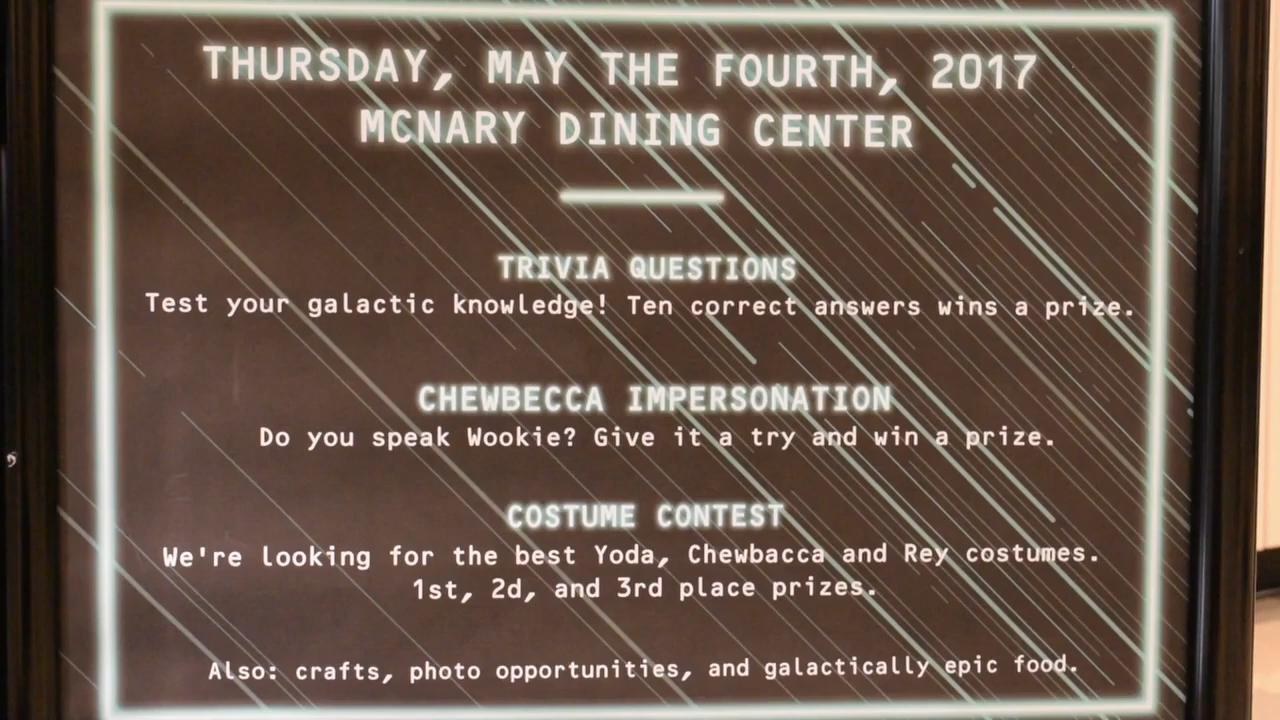 THURSDAY, MAY THE FOURTH, 2017
MCNARY DINING CENTER
TRIVIA QUESTIONS
Test your galactic knowledge! Ten correct answers wins a prize.
CHEWBECCA IMPERSONATION
Do you speak Wookie? Give it a try and win a prize.
COSTUME CONTEST
We're looking for the best Yoda, Chewbacca and Rey costumes.
1st, 2d, and 3rd place prizes.
Also: crafts, photo opportunities, and galactically epic food.